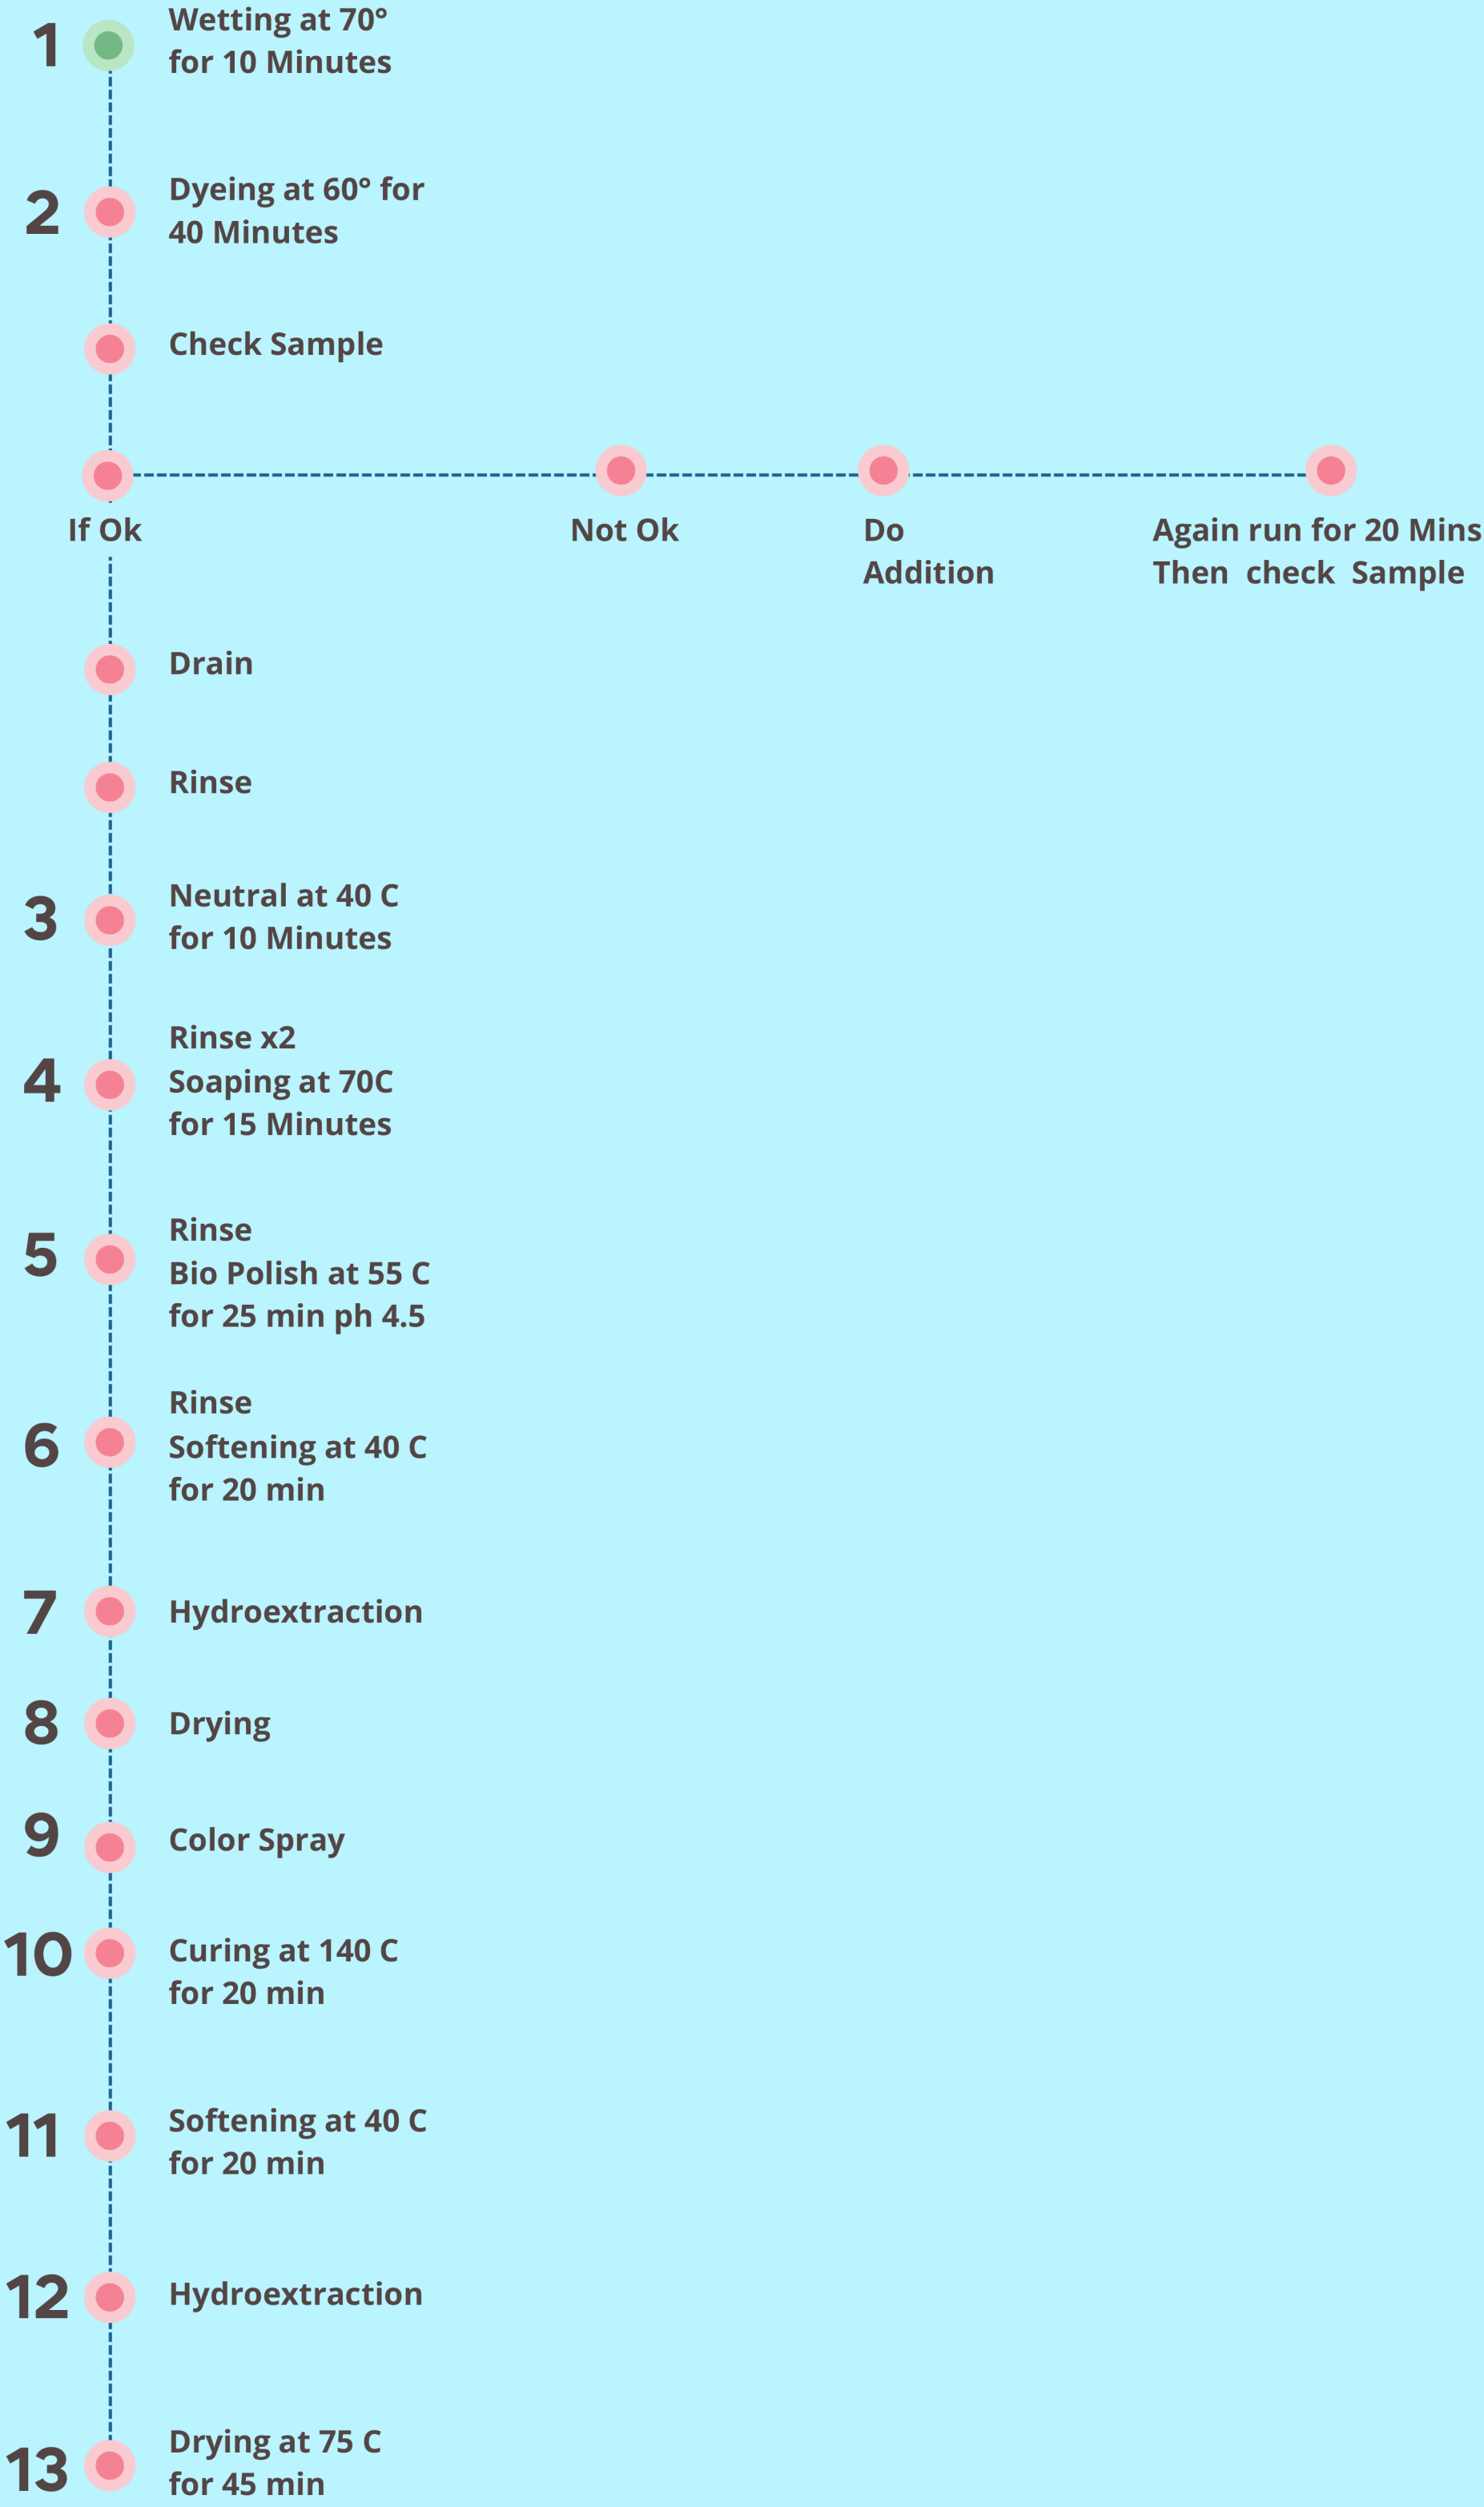 1
Wetting at 70°
for 10 Minutes
2
Dyeing at 60° for
40 Minutes
Check Sample
If Ok
Not Ok
Do
Addition
Again run for 20 Mins
Then check Sample
Drain
Rinse
3
Neutral at 40 C
for 10 Minutes
4
Rinse x2
Soaping at 70C
for 15 Minutes
5
Rinse
Bio Polish at 55 C
for 25 min ph 4.5
6
Rinse
Softening at 40 C
for 20 min
7
Hydroextraction
8
Drying
9
Color Spray
10
Curing at 140 C
for 20 min
11
Softening at 40 C
for 20 min
12
Hydroextraction
13
Drying at 75 C
for 45 min